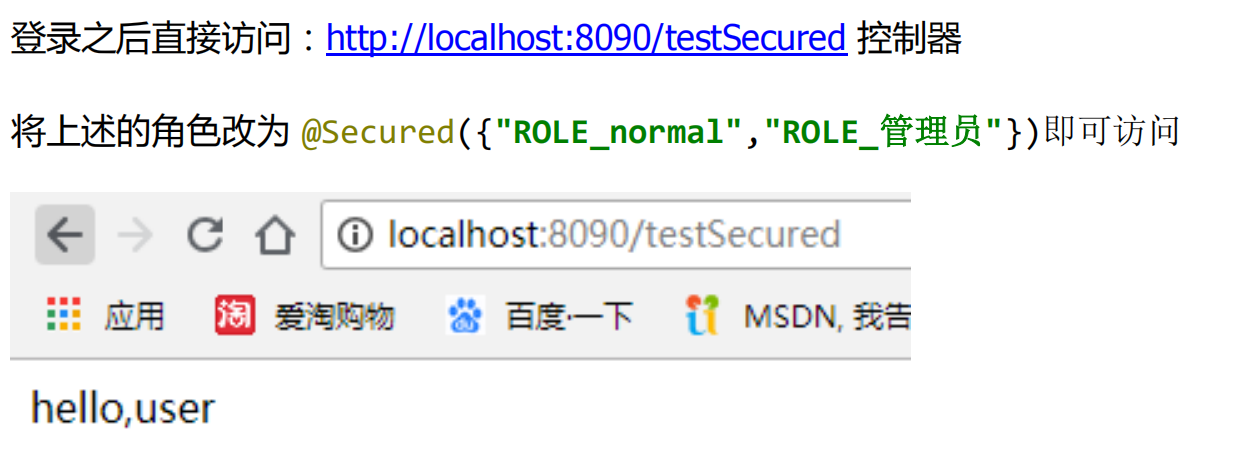 登录之后直接访问：http://localhost:8090/testSecured 控制器
将上述的角色改为 @Secured({"ROLE_normal","ROLE_管理员"})即可访问
localhost:8090/testSecured
应用 淘 爱淘购物 du 百度·一下 MSDN, 我告
hello,user